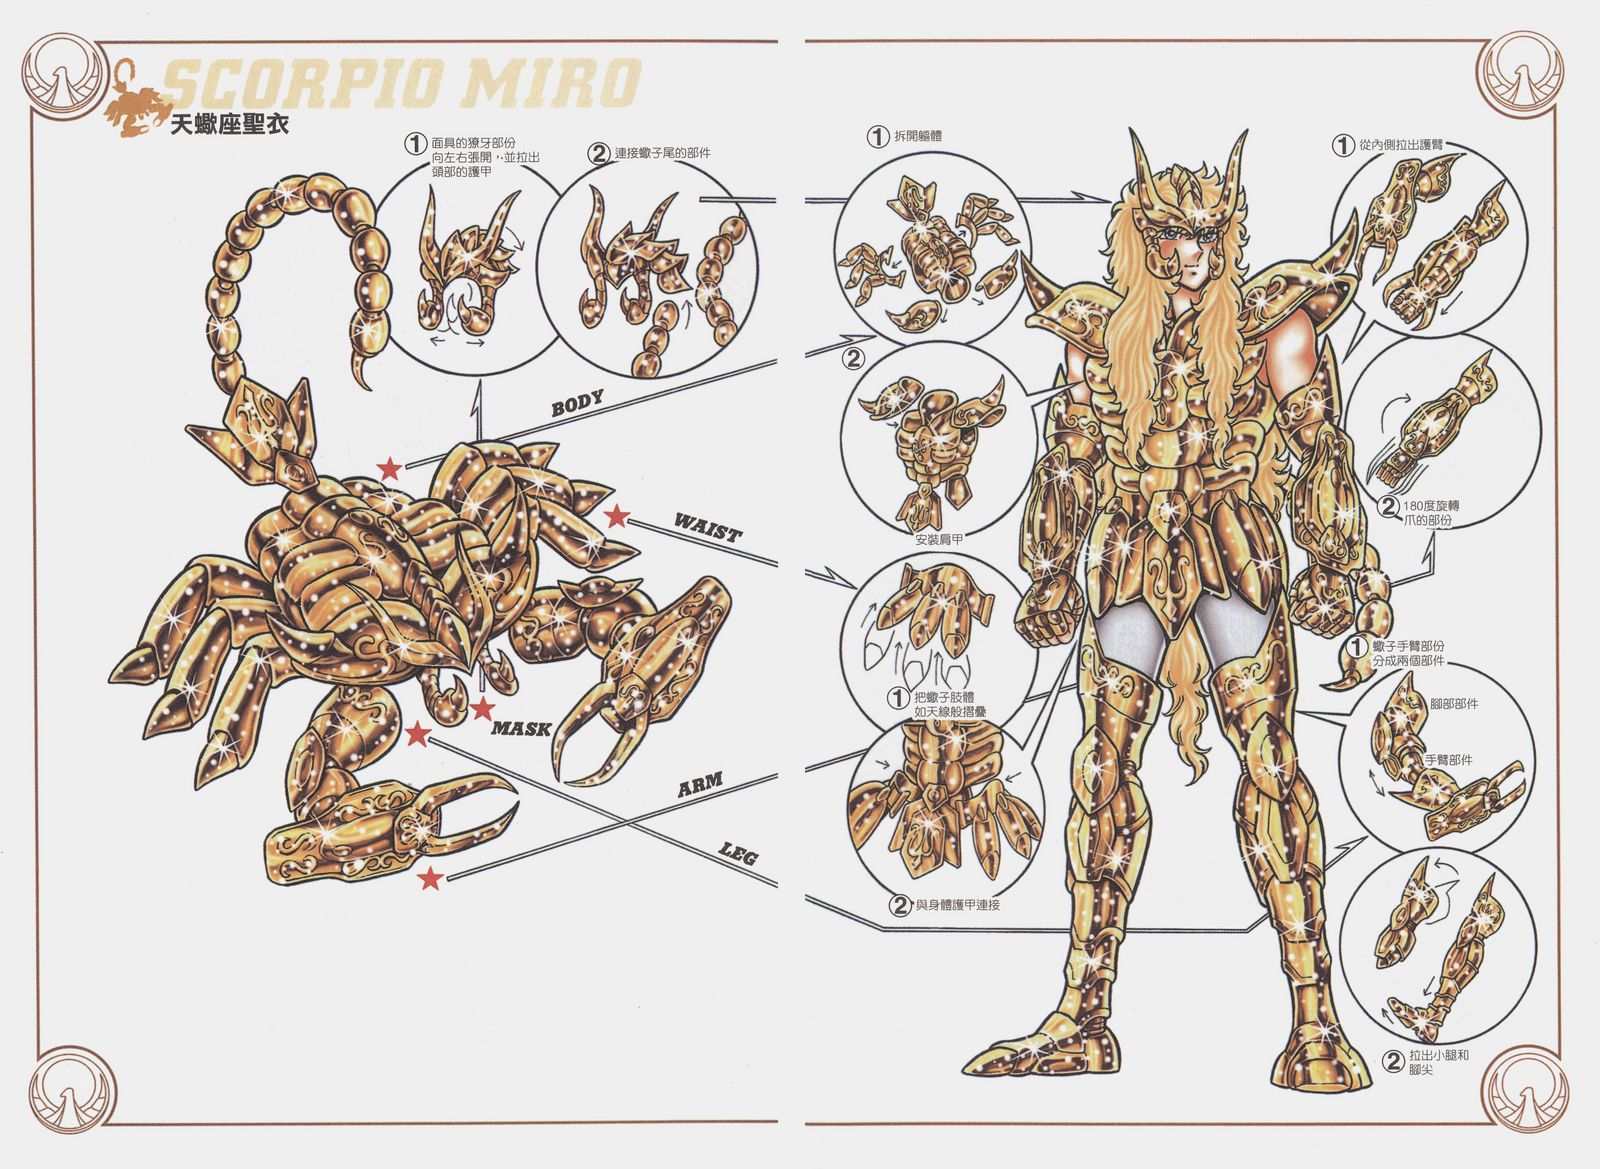 SCORPIO MIRO
天蠍座聖衣
① 面具的獠牙部份
向左右張開，並拉出
頭部的護甲
② 連接蠍子尾的部件
BODY
WAIST
MASK
ARM
LEG
① 拆開軀體
②
安裝肩甲
① 把蠍子肢體
如天線般摺疊
② 與身體護甲連接
① 從內側拉出護臂
② 180度旋轉
爪的部份
① 蠍子手臂部份
分成兩個部件
腳部部件
手臂部件
② 拉出小腿和
腳尖